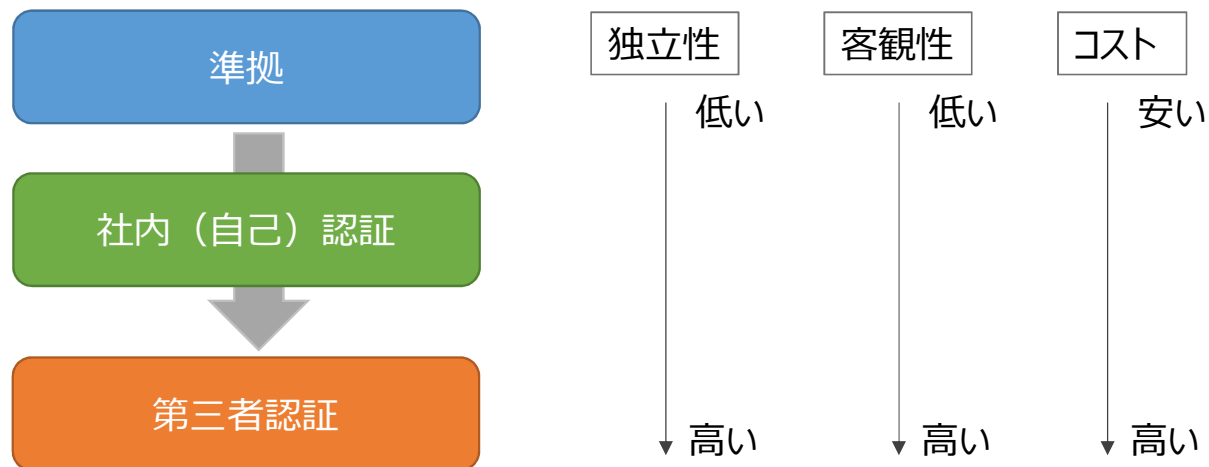 準拠
社内（自己）認証
第三者認証
独立性 客観性 コスト
低い 低い 安い
高い 高い 高い